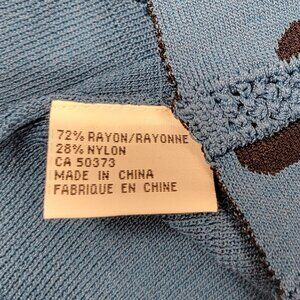 72% RAYON/RAYONNE
28% NYLON
CA 50373
MADE IN CHINA
FABRIQUE EN CHINE